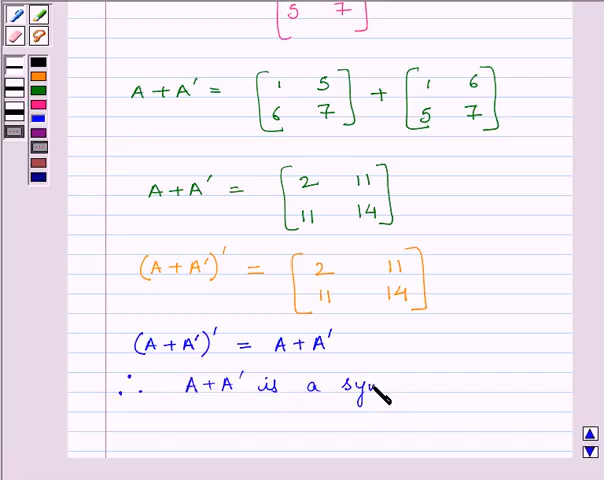 5 7
A + A' = [1 5 6 7] + [1 6 5 7]
A + A' = [2 11 11 14]
(A + A')' = [2 11 11 14]
(A + A')' = A + A'
∴ A + A' is a sy